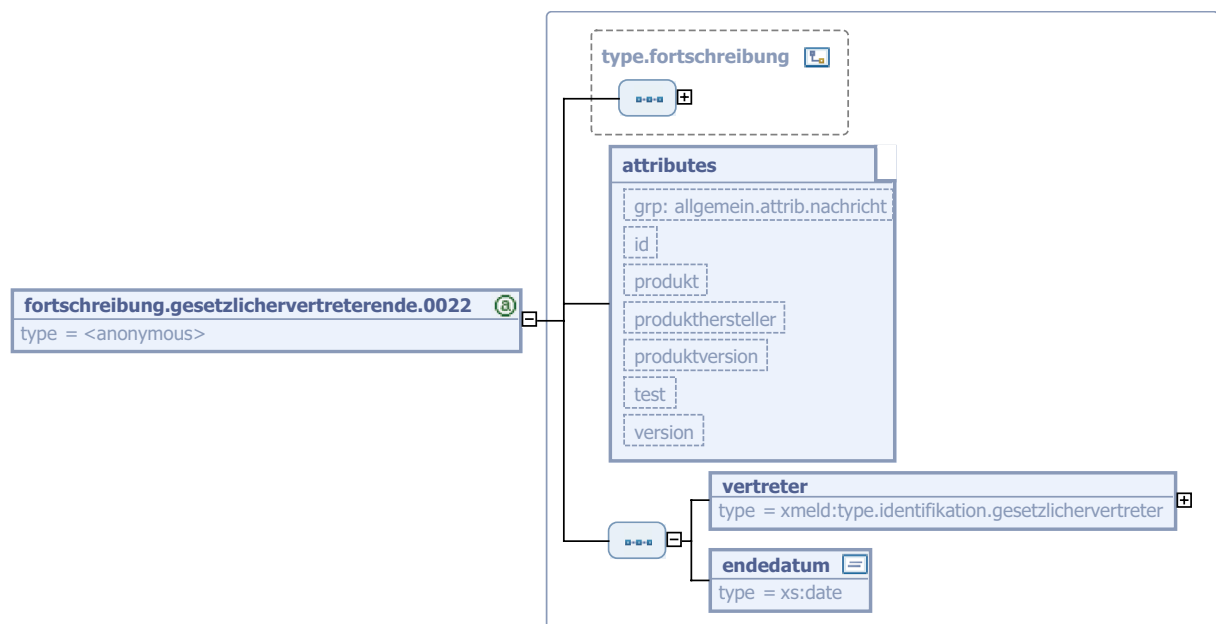 type.fortschreibung
attributes
grp: allgemein.attrib.nachricht
id
produkt
produkthersteller
produktversion
test
version
fortschreibung.gesetzlichervertreterende.0022
type = <anonymous>
vertreter
type = xmeld:type.identifikation.gesetzlichervertreter
endedatum
type = xs:date